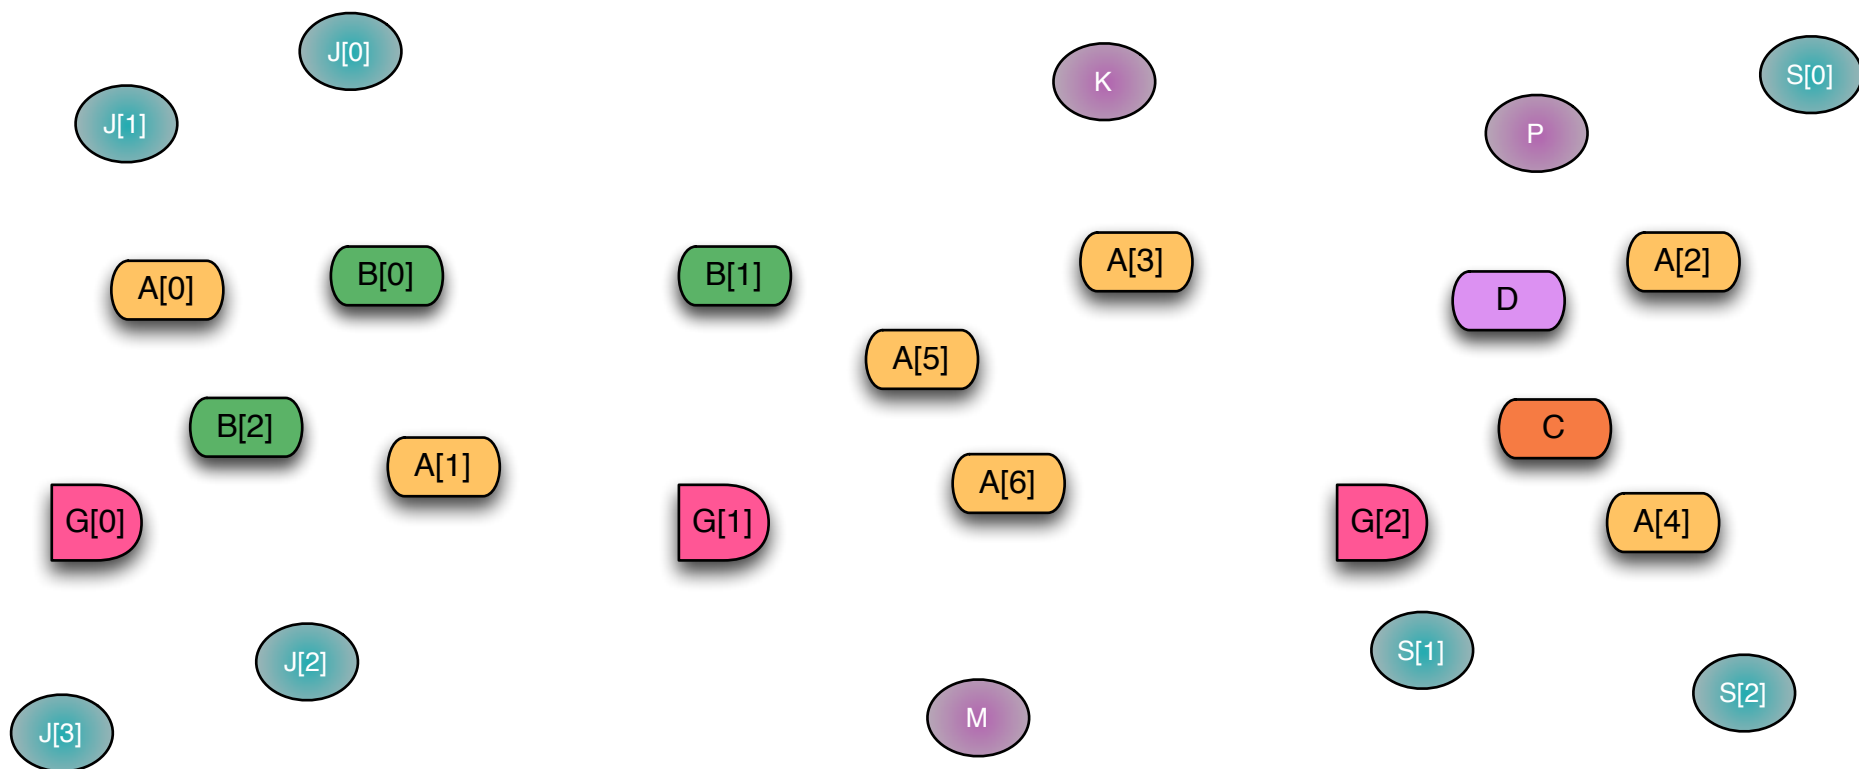 J[0]
K
S[0]
J[1]
P
A[0]
B[0]
B[1]
A[3]
A[2]
D
A[5]
B[2]
C
A[1]
A[6]
G[0]
G[1]
G[2]
A[4]
J[2]
S[1]
S[2]
J[3]
M